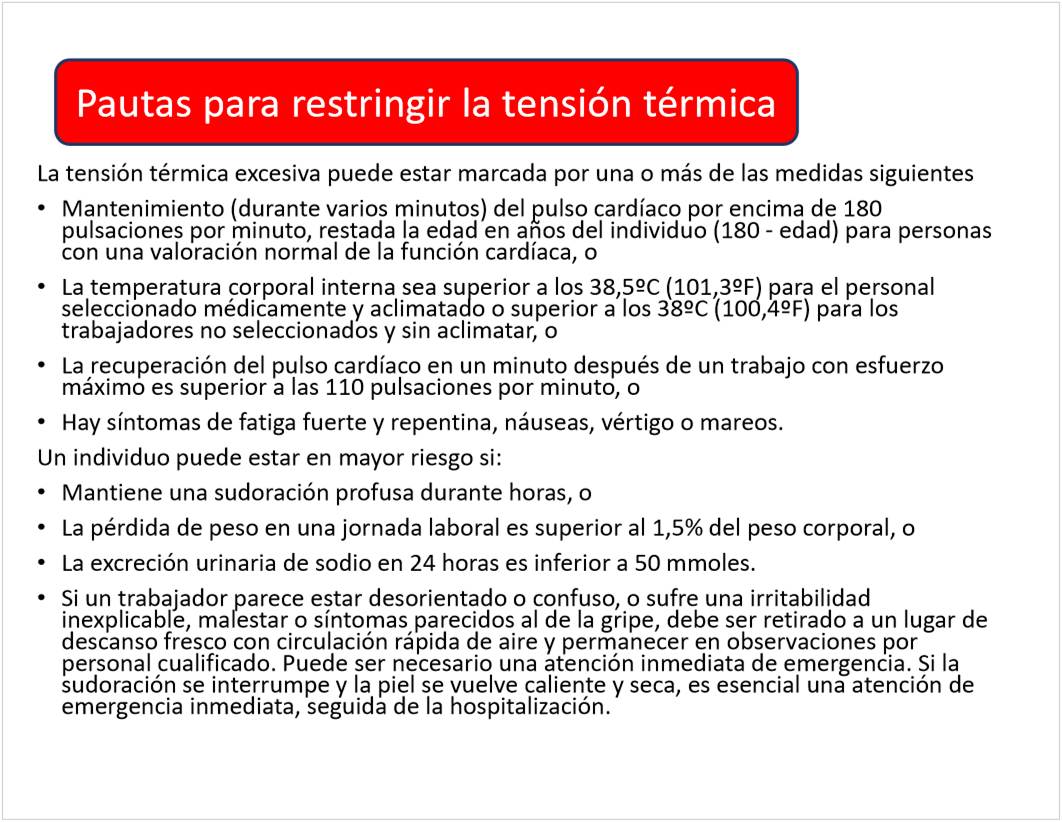 Pautas para restringir la tensión térmica
La tensión térmica excesiva puede estar marcada por una o más de las medidas siguientes
• Mantenimiento (durante varios minutos) del pulso cardíaco por encima de 180
pulsaciones por minuto, restada la edad en años del individuo (180 - edad) para personas
con una valoración normal de la función cardíaca, o
• La temperatura corporal interna sea superior a los 38,5ºC (101,3ºF) para el personal
seleccionado médicamente y aclimatado o superior a los 38ºC (100,4ºF) para los
trabajadores no seleccionados y sin aclimatar, o
• La recuperación del pulso cardíaco en un minuto después de un trabajo con esfuerzo
máximo es superior a las 110 pulsaciones por minuto, o
• Hay síntomas de fatiga fuerte y repentina, náuseas, vértigo o mareos.
Un individuo puede estar en mayor riesgo si:
• Mantiene una sudoración profusa durante horas, o
• La pérdida de peso en una jornada laboral es superior al 1,5% del peso corporal, o
• La excreción urinaria de sodio en 24 horas es inferior a 50 mmoles.
• Si un trabajador parece estar desorientado o confuso, o sufre una irritabilidad
inexplicable, malestar o síntomas parecidos al de la gripe, debe ser retirado a un lugar de
descanso fresco con circulación rápida de aire y permanecer en observaciones por
personal cualificado. Puede ser necesario una atención inmediata de emergencia. Si la
sudoración se interrumpe y la piel se vuelve caliente y seca, es esencial una atención de
emergencia inmediata, seguida de la hospitalización.